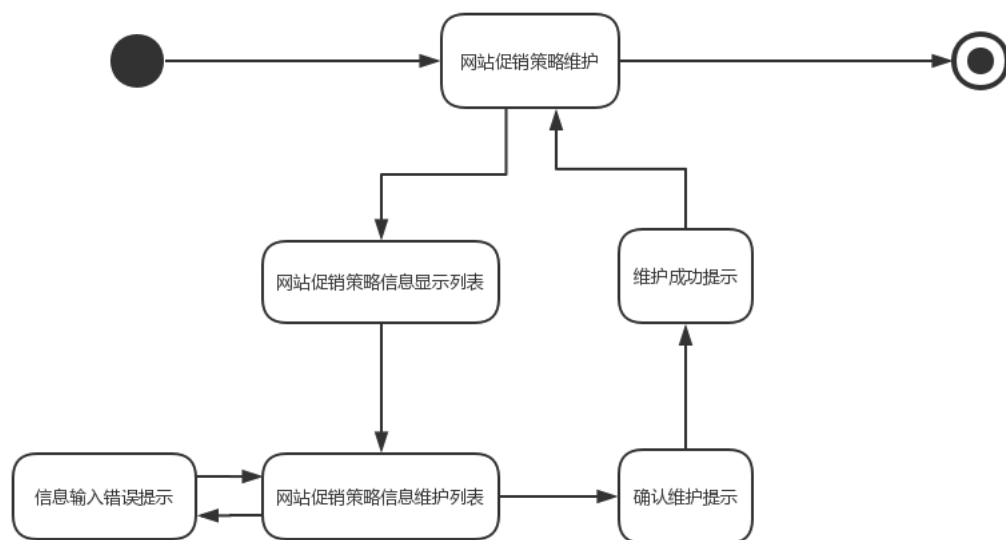 网站促销策略维护
网站促销策略信息显示列表
维护成功提示
信息输入错误提示
网站促销策略信息维护列表
确认维护提示